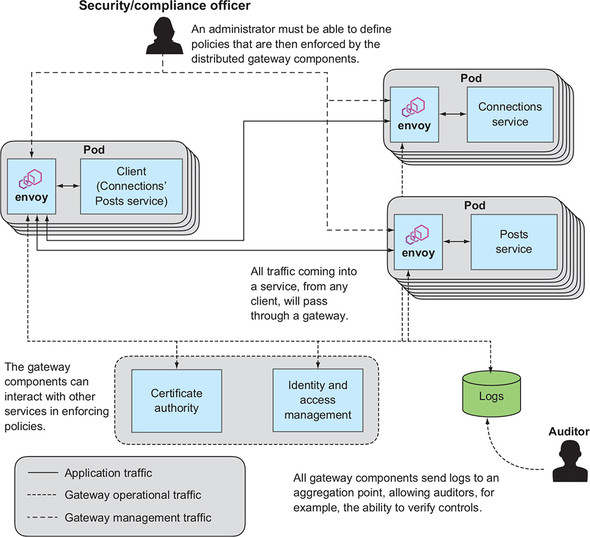 Security/compliance officer
An administrator must be able to define
policies that are then enforced by the
distributed gateway components.
Pod
envoy
Connections
service
Pod
envoy
Client
(Connections’
Posts service)
Pod
envoy
Posts
service
All traffic coming into
a service, from any
client, will pass
through a gateway.
The gateway
components can
interact with other
services in enforcing
policies.
Certificate
authority
Identity and
access
management
Logs
Auditor
All gateway components send logs to an
aggregation point, allowing auditors, for
example, the ability to verify controls.
Application traffic
Gateway operational traffic
Gateway management traffic